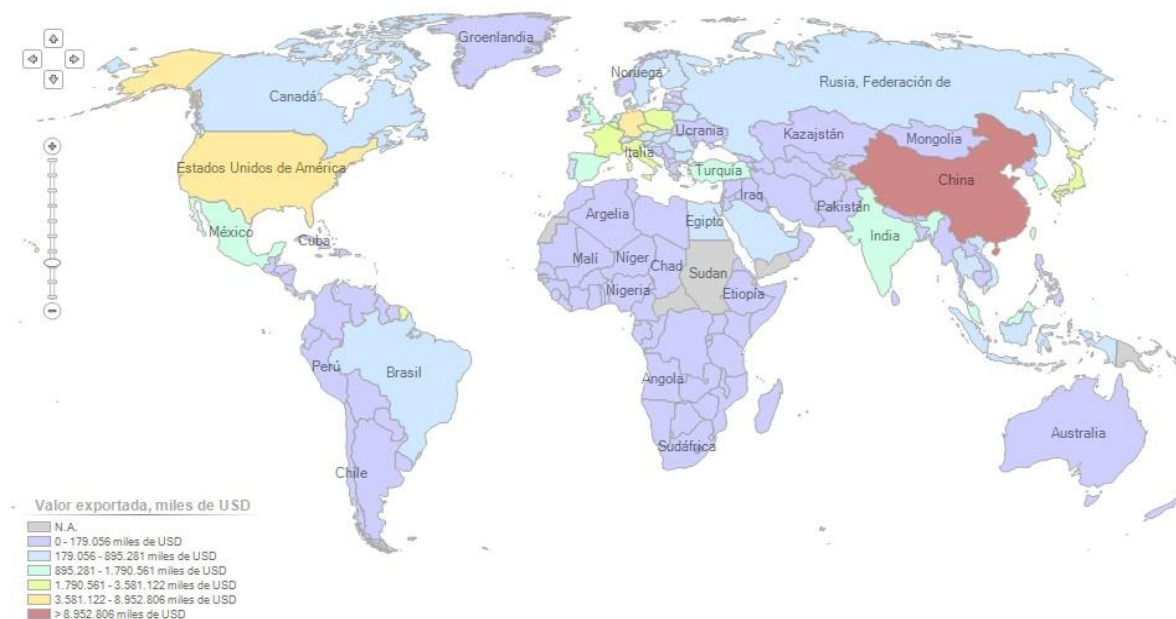 Groenlandia
Noruega
Rusia, Federación de
Canadá
Ucrania
Kazajstán
Mongolia
Estados Unidos de América
Italia
Turquía
China
Iraq
Pakistán
Argelia
Egipto
México
India
Cuba
Malí
Níger
Chad
Sudan
Nigeria
Etiopía
Perú
Brasil
Angola
Australia
Sudáfrica
Chile
Valor exportada, miles de USD
N.A.
0 - 179.056 miles de USD
179.056 - 895.281 miles de USD
895.281 - 1.790.561 miles de USD
1.790.561 - 3.581.122 miles de USD
3.581.122 - 8.952.806 miles de USD
> 8.952.806 miles de USD